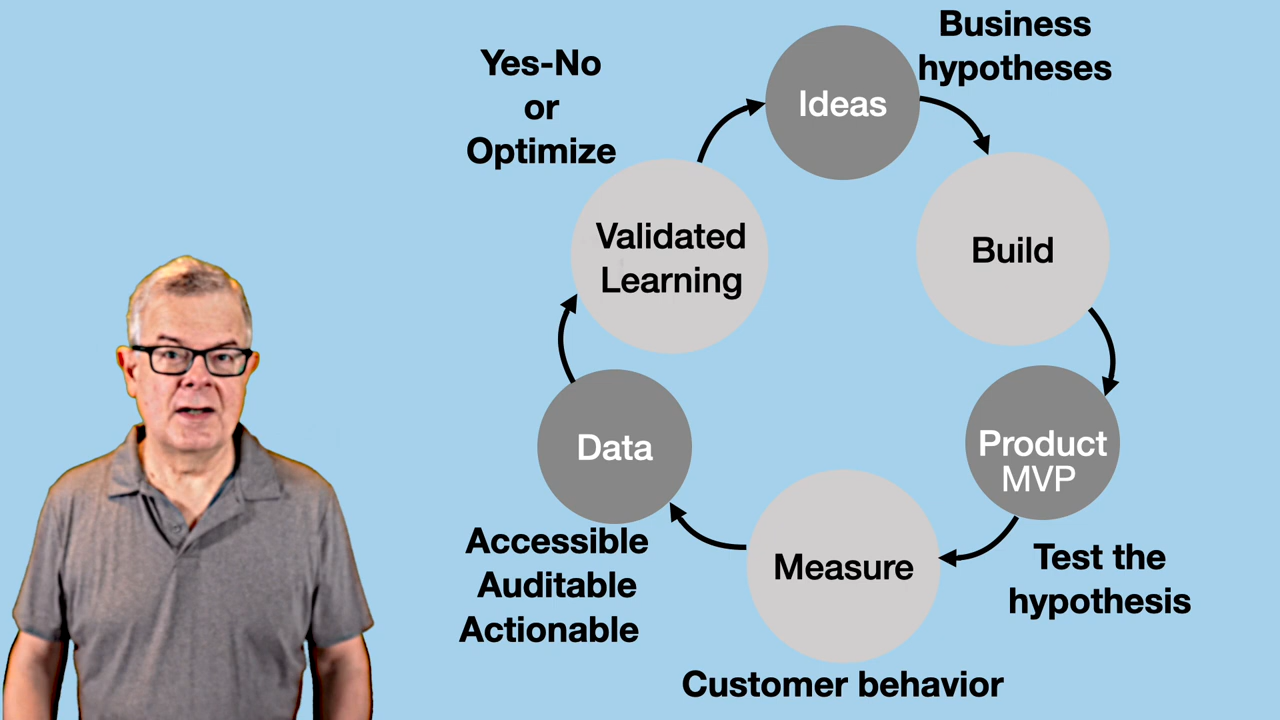 Business
hypotheses
Yes-No
or
Optimize
Ideas
Validated
Learning
Build
Data
Product
MVP
Accessible
Auditable
Actionable
Measure
Test the
hypothesis
Customer behavior